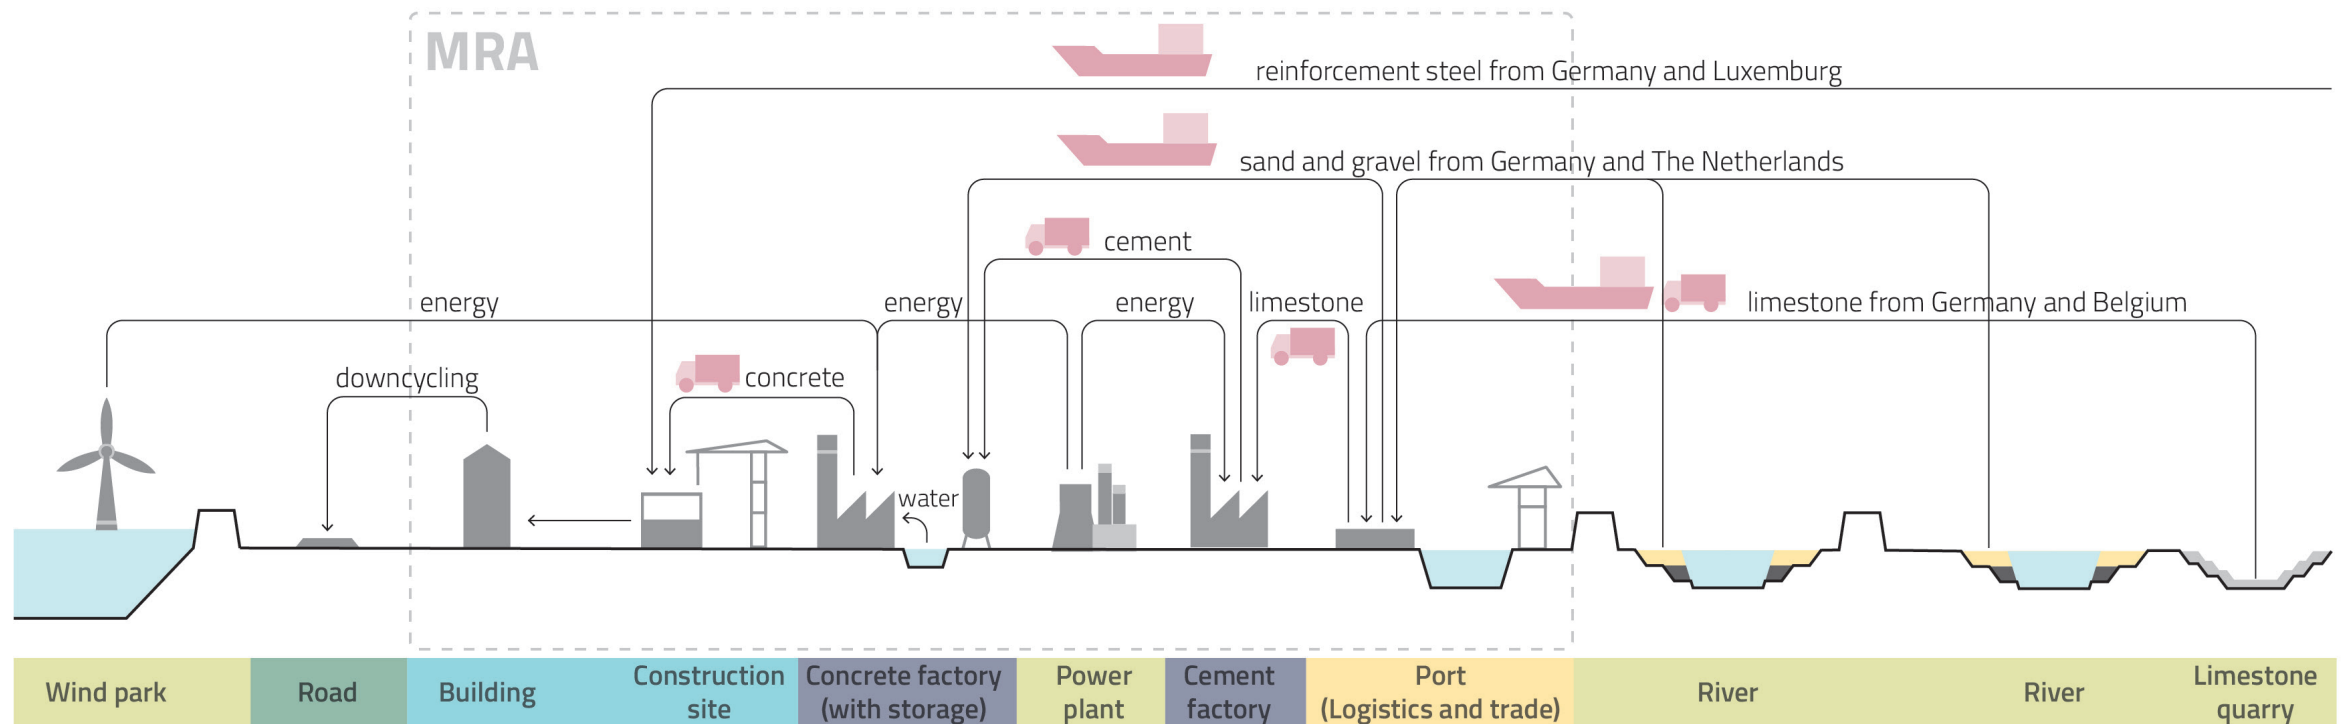 MRA
reinforcement steel from Germany and Luxemburg
sand and gravel from Germany and The Netherlands
cement
energy
energy
energy
limestone
limestone from Germany and Belgium
downcycling
concrete
water
Wind park
Road
Building
Construction
site
Concrete factory
(with storage)
Power
plant
Cement
factory
Port
(Logistics and trade)
River
River
Limestone
quarry